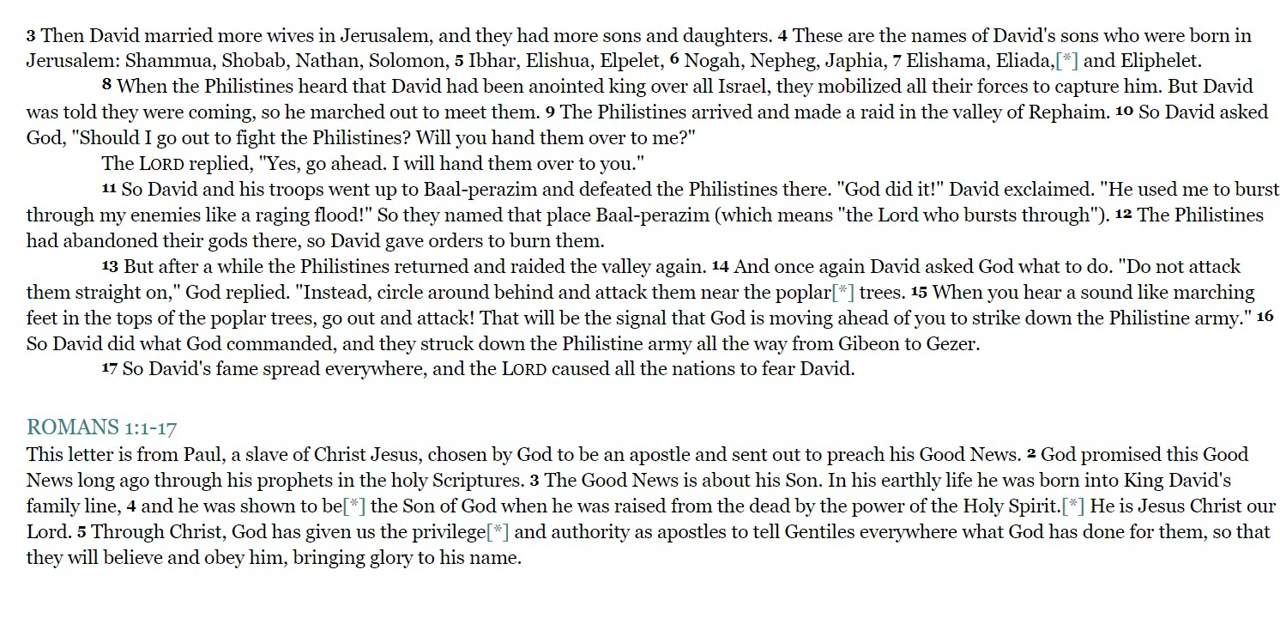 3 Then David married more wives in Jerusalem, and they had more sons and daughters. 4 These are the names of David's sons who were born in
Jerusalem: Shammua, Shobab, Nathan, Solomon, 5 Ibhar, Elishua, Elpelet, 6 Nogah, Nepheg, Japhia, 7 Elishama, Eliada,[*] and Eliphelet.
8 When the Philistines heard that David had been anointed king over all Israel, they mobilized all their forces to capture him. But David
was told they were coming, so he marched out to meet them. 9 The Philistines arrived and made a raid in the valley of Rephaim. 10 So David asked
God, "Should I go out to fight the Philistines? Will you hand them over to me?"
The LORD replied, "Yes, go ahead. I will hand them over to you."
11 So David and his troops went up to Baal-perazim and defeated the Philistines there. "God did it!" David exclaimed. "He used me to burst
through my enemies like a raging flood!" So they named that place Baal-perazim (which means "the Lord who bursts through"). 12 The Philistines
had abandoned their gods there, so David gave orders to burn them.
13 But after a while the Philistines returned and raided the valley again. 14 And once again David asked God what to do. "Do not attack
them straight on," God replied. "Instead, circle around behind and attack them near the poplar[*] trees. 15 When you hear a sound like marching
feet in the tops of the poplar trees, go out and attack! That will be the signal that God is moving ahead of you to strike down the Philistine army." 16
So David did what God commanded, and they struck down the Philistine army all the way from Gibeon to Gezer.
17 So David's fame spread everywhere, and the LORD caused all the nations to fear David.
ROMANS 1:1-17
This letter is from Paul, a slave of Christ Jesus, chosen by God to be an apostle and sent out to preach his Good News. 2 God promised this Good
News long ago through his prophets in the holy Scriptures. 3 The Good News is about his Son. In his earthly life he was born into King David's
family line, 4 and he was shown to be[*] the Son of God when he was raised from the dead by the power of the Holy Spirit.[*] He is Jesus Christ our
Lord. 5 Through Christ, God has given us the privilege[*] and authority as apostles to tell Gentiles everywhere what God has done for them, so that
they will believe and obey him, bringing glory to his name.